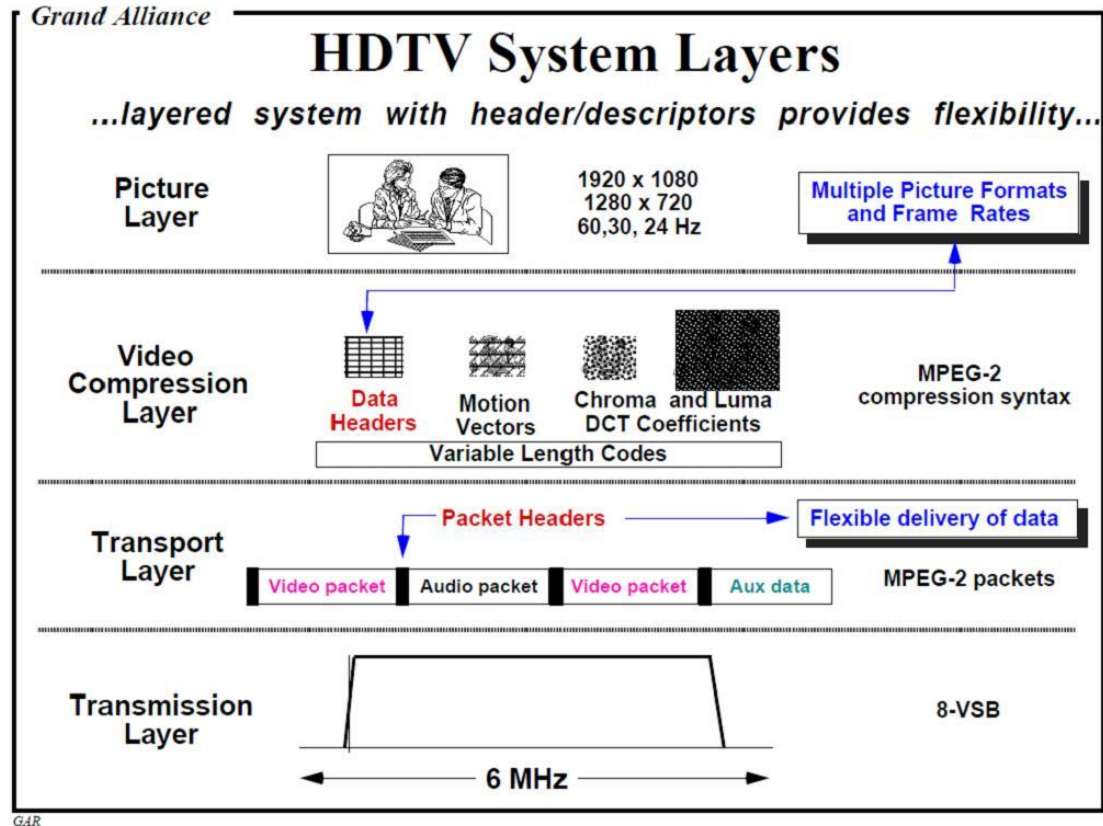 Grand Alliance
HDTV System Layers
...layered system with header/descriptors provides flexibility...
Picture
Layer
1920 x 1080
1280 x 720
60,30, 24 Hz
Multiple Picture Formats
and Frame Rates
Video
Compression
Layer
Data
Headers
Motion
Vectors
Chroma and Luma
DCT Coefficients
Variable Length Codes
MPEG-2
compression syntax
Transport
Layer
Packet Headers
Flexible delivery of data
Video packet
Audio packet
Video packet
Aux data
MPEG-2 packets
Transmission
Layer
8-VSB
6 MHz
GAR